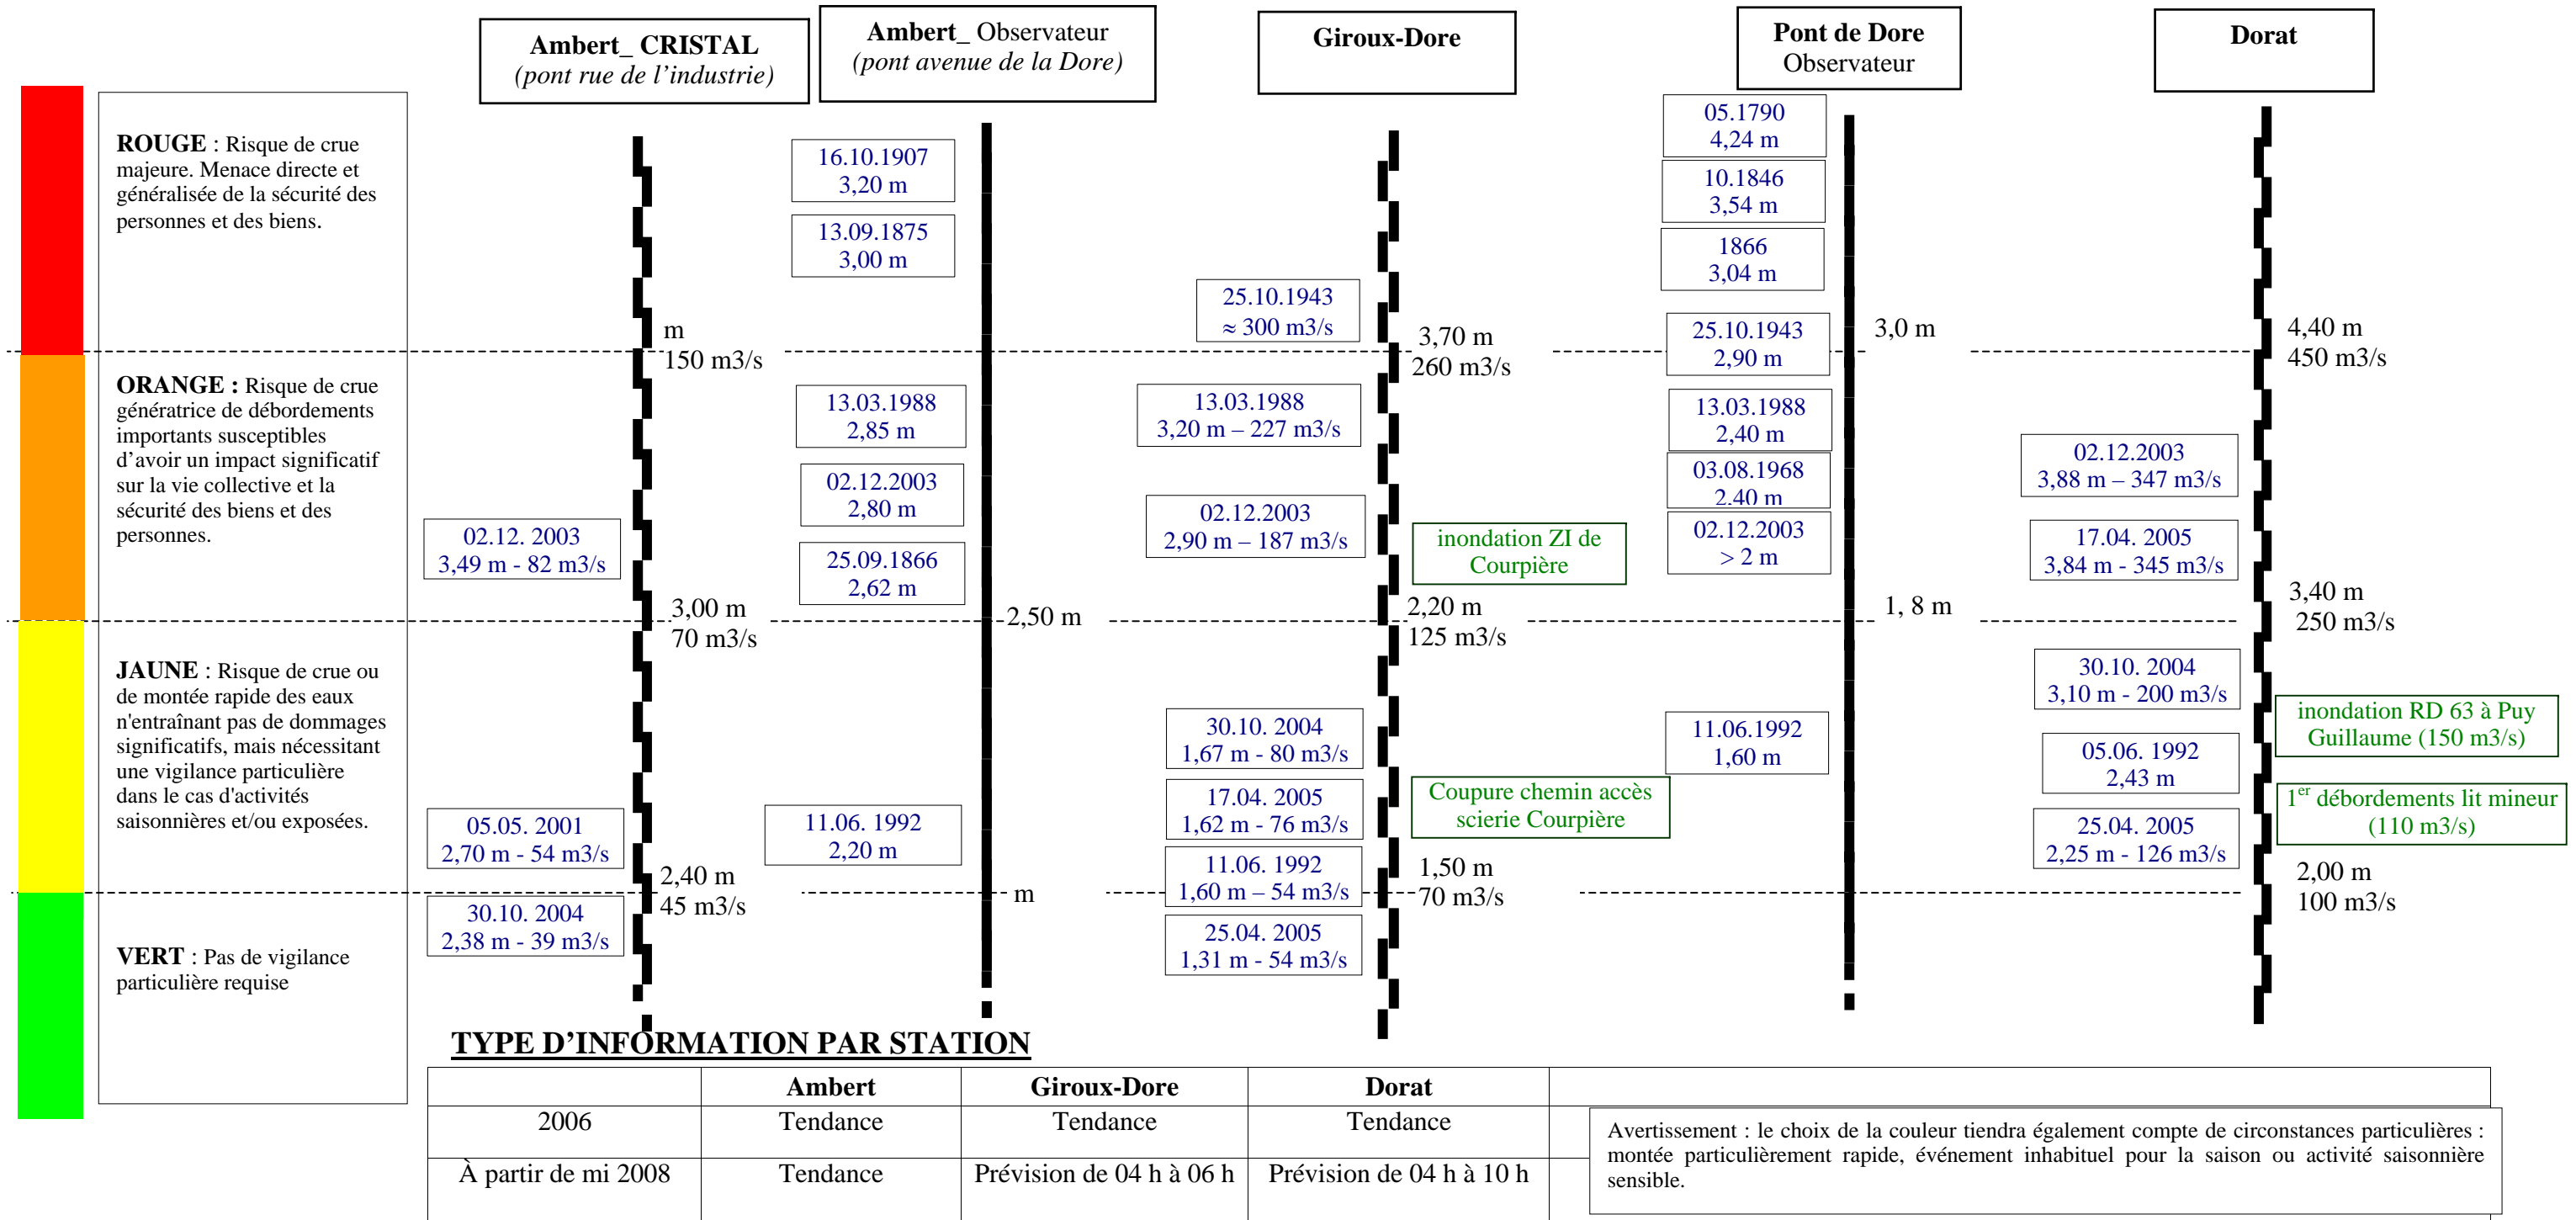 Ambert_ CRISTAL
(pont rue de l'industrie)
Ambert_ Observateur
(pont avenue de la Dore)
Giroux-Dore
Pont de Dore
Observateur
Dorat
ROUGE : Risque de crue
majeure. Menace directe et
généralisée de la sécurité des
personnes et des biens.
ORANGE : Risque de crue
génératrice de débordements
importants susceptibles
d'avoir un impact significatif
sur la vie collective et la
sécurité des biens et des
personnes.
JAUNE : Risque de crue ou
de montée rapide des eaux
n'entraînant pas de dommages
significatifs, mais nécessitant
une vigilance particulière
dans le cas d'activités
saisonnières et/ou exposées.
VERT : Pas de vigilance
particulière requise
m
150 m3/s
02.12. 2003
3,49 m - 82 m3/s
3,00 m
70 m3/s
05.05. 2001
2,70 m - 54 m3/s
2,40 m
45 m3/s
30.10. 2004
2,38 m - 39 m3/s
16.10.1907
3,20 m
13.09.1875
3,00 m
13.03.1988
2,85 m
02.12.2003
2,80 m
25.09.1866
2,62 m
2,50 m
11.06. 1992
2,20 m
m
25.10.1943
≈ 300 m3/s
3,70 m
260 m3/s
13.03.1988
3,20 m – 227 m3/s
02.12.2003
2,90 m – 187 m3/s
inondation ZI de
Courpière
2,20 m
125 m3/s
30.10. 2004
1,67 m - 80 m3/s
17.04. 2005
1,62 m - 76 m3/s
Coupure chemin accès
scierie Courpière
11.06. 1992
1,60 m – 54 m3/s
1,50 m
70 m3/s
25.04. 2005
1,31 m - 54 m3/s
05.1790
4,24 m
10.1846
3,54 m
1866
3,04 m
25.10.1943
2,90 m
3,0 m
13.03.1988
2,40 m
03.08.1968
2.40 m
02.12.2003
> 2 m
1, 8 m
11.06.1992
1,60 m
4,40 m
450 m3/s
02.12.2003
3,88 m – 347 m3/s
17.04. 2005
3,84 m - 345 m3/s
3,40 m
250 m3/s
30.10. 2004
3,10 m - 200 m3/s
inondation RD 63 à Puy
Guillaume (150 m3/s)
05.06. 1992
2,43 m
1er débordements lit mineur
(110 m3/s)
25.04. 2005
2,25 m - 126 m3/s
2,00 m
100 m3/s
TYPE D'INFORMATION PAR STATION
Ambert Giroux-Dore Dorat
2006 Tendance Tendance Tendance
À partir de mi 2008 Tendance Prévision de 04 h à 06 h Prévision de 04 h à 10 h
Avertissement : le choix de la couleur tiendra également compte de circonstances particulières :
montée particulièrement rapide, événement inhabituel pour la saison ou activité saisonnière
sensible.